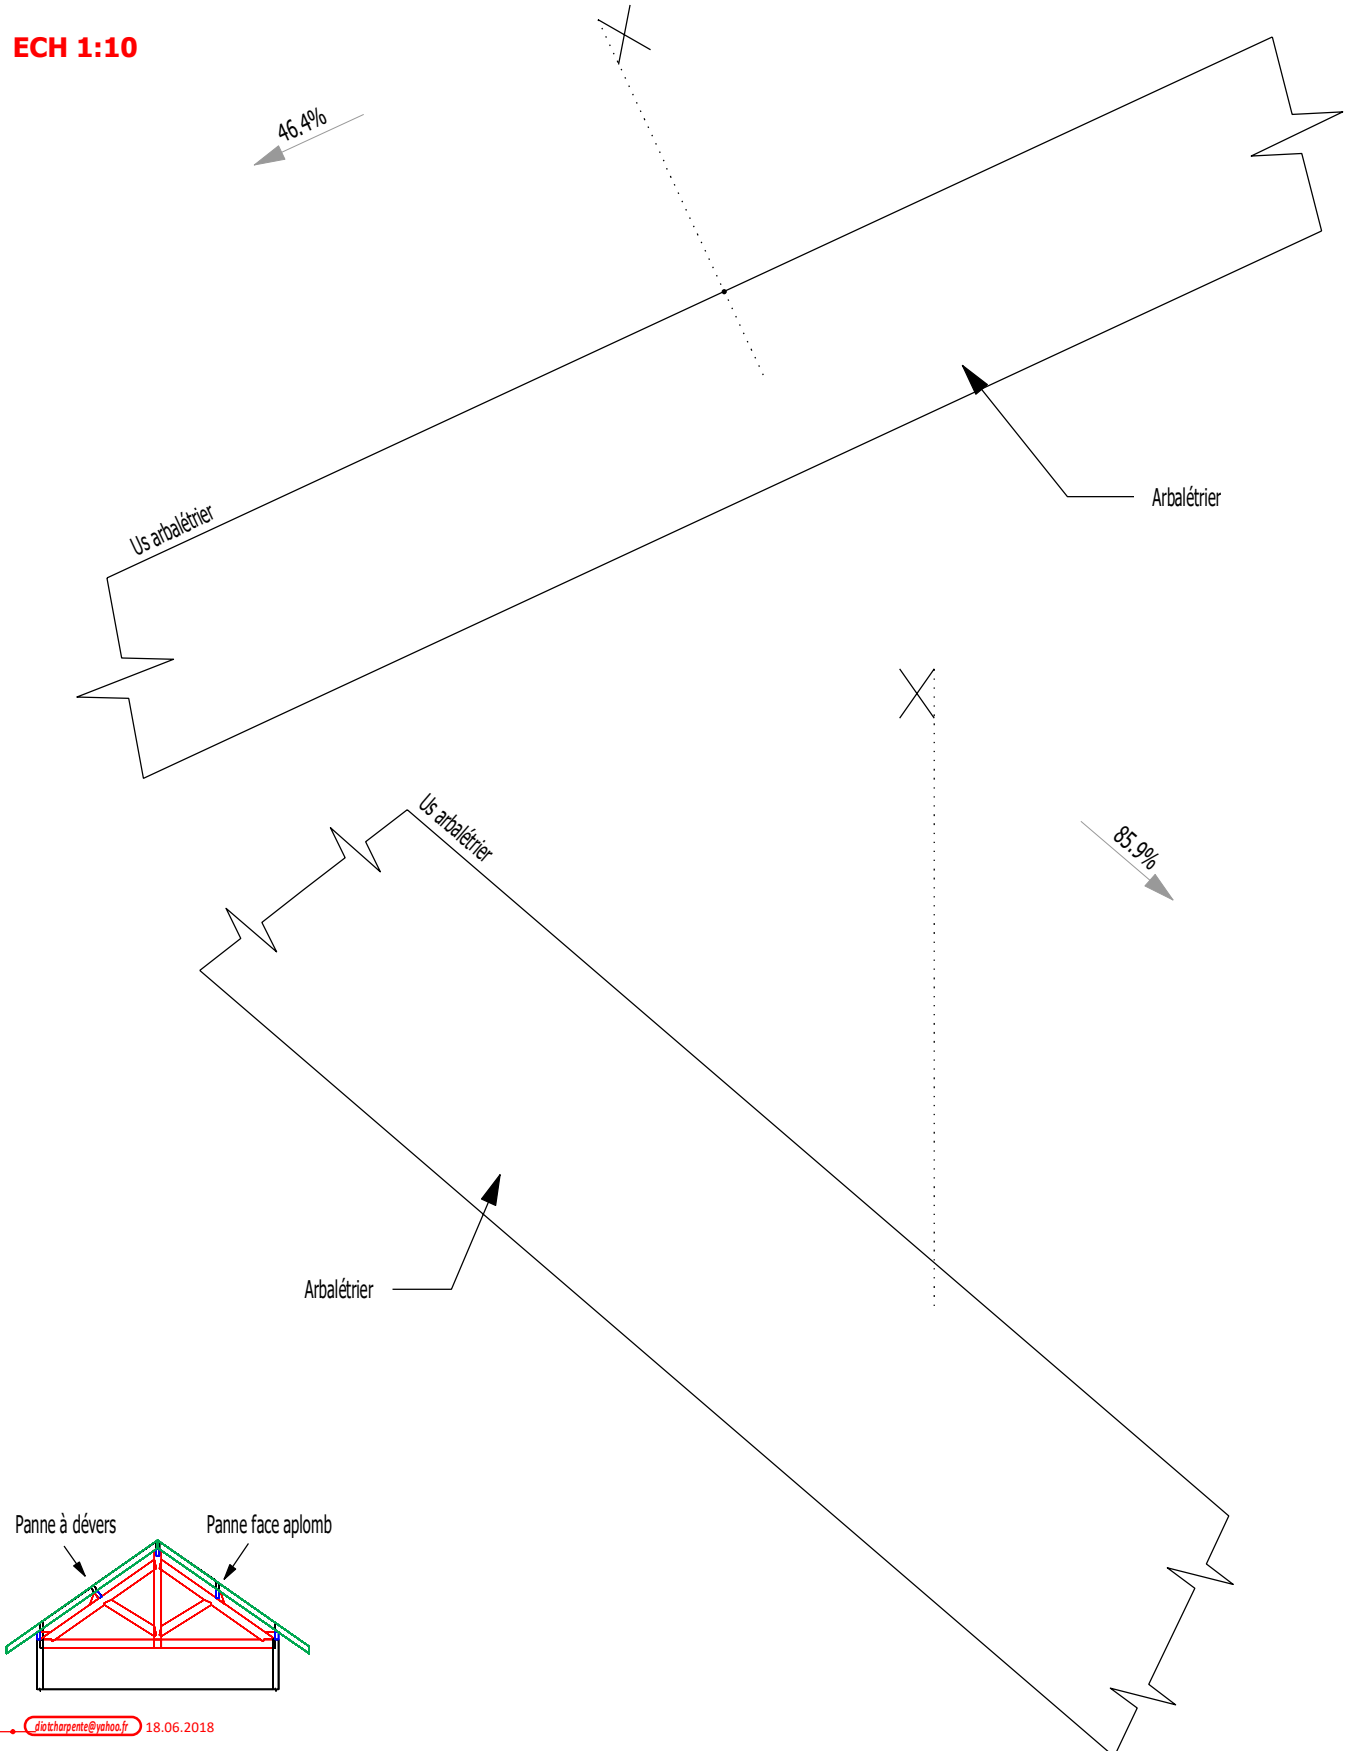 ECH 1:10
46.4%
Us arbalétrier
Arbalétrier
Us arbalétrier
85.9%
Arbalétrier
Panne à dévers
Panne face aplomb
diotcharpente@yahoo.fr
18.06.2018